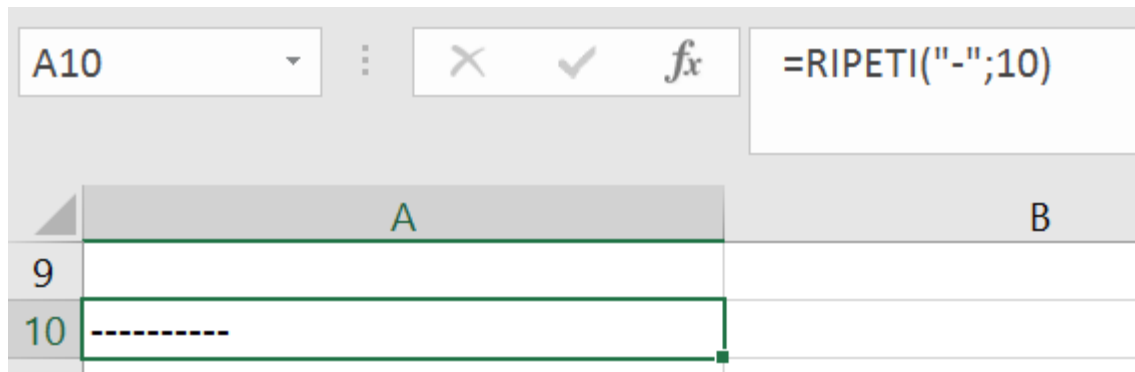 A10 fx =RIPETI("-";10)
A B
9
10 ----------